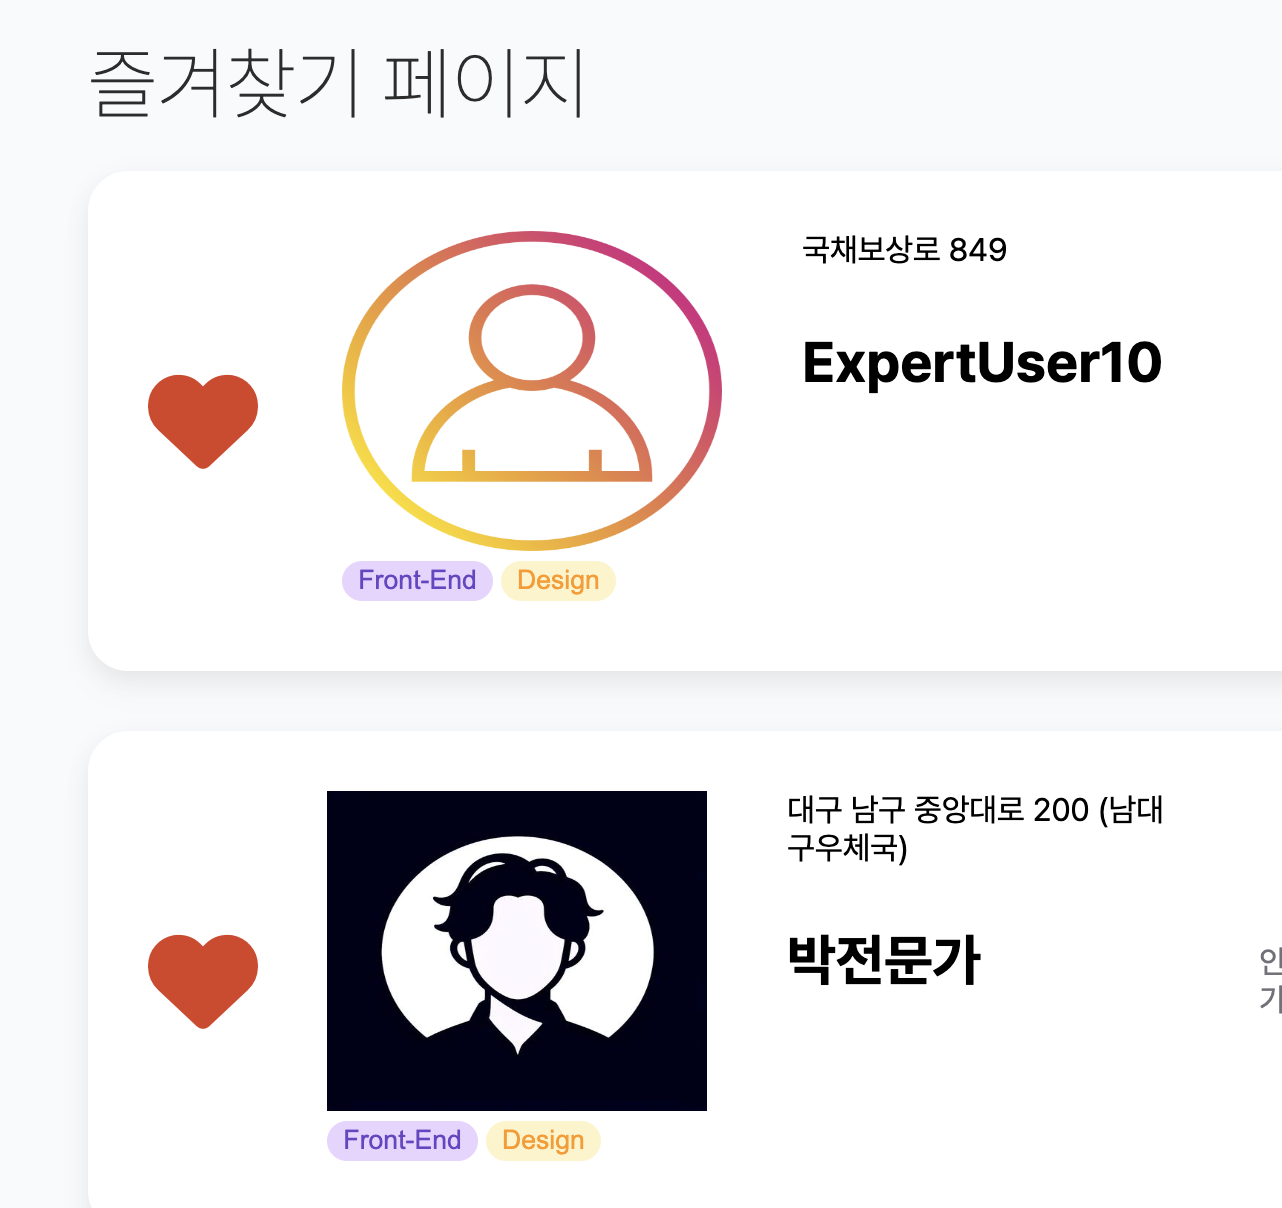 즐겨찾기 페이지
국채보상로 849
ExpertUser10
Front-End Design
대구 남구 중앙대로 200 (남대
구우체국)
박전문가
Front-End Design